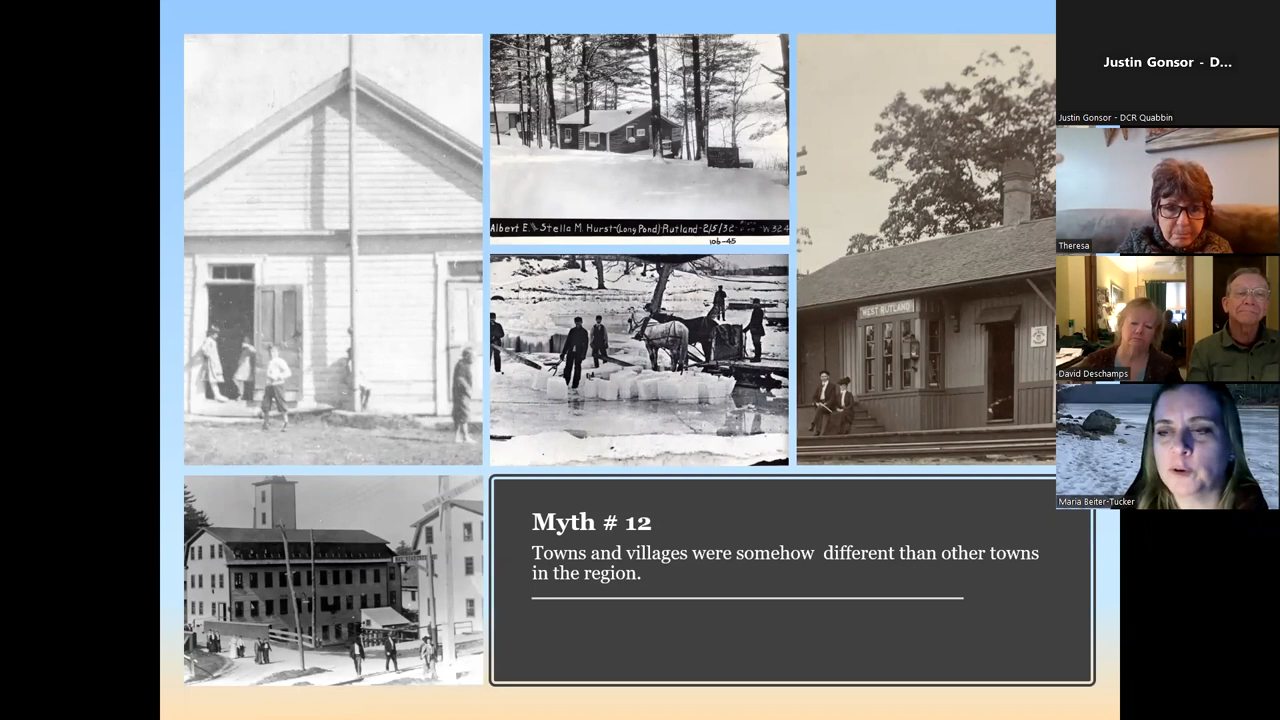 Albert E. & Stella M. Hurst-(Long Pond)-Rutland-2/5/32-
W324
106-45
WEST RUTLAND
Myth # 12
Towns and villages were somehow  different than other towns
in the region.
Justin Gonsor - D...
Justin Gonsor - DCR Quabbin
Theresa
David Deschamps
Maria Beiter-Tucker